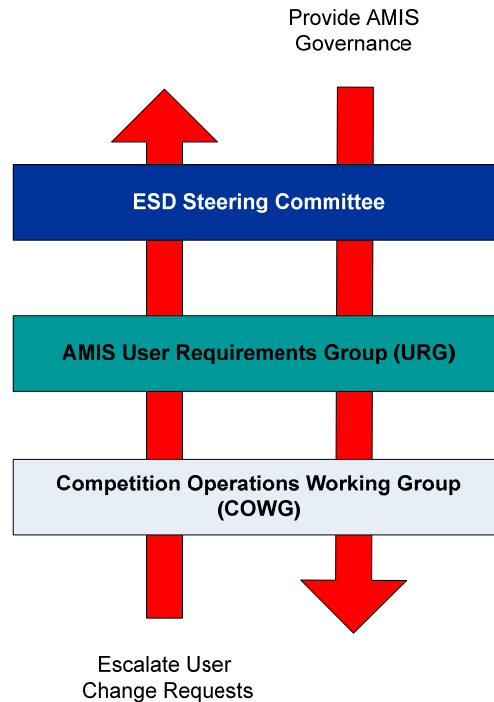 Provide AMIS
Governance
ESD Steering Committee
AMIS User Requirements Group (URG)
Competition Operations Working Group
(COWG)
Escalate User
Change Requests